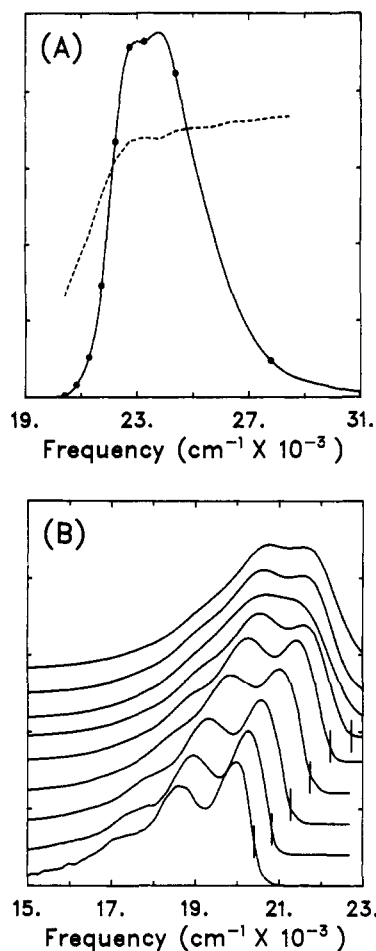 (A)
19. 23. 27. 31.
Frequency (cm⁻¹ X 10⁻³)
(B)
15. 17. 19. 21. 23.
Frequency (cm⁻¹ X 10⁻³)